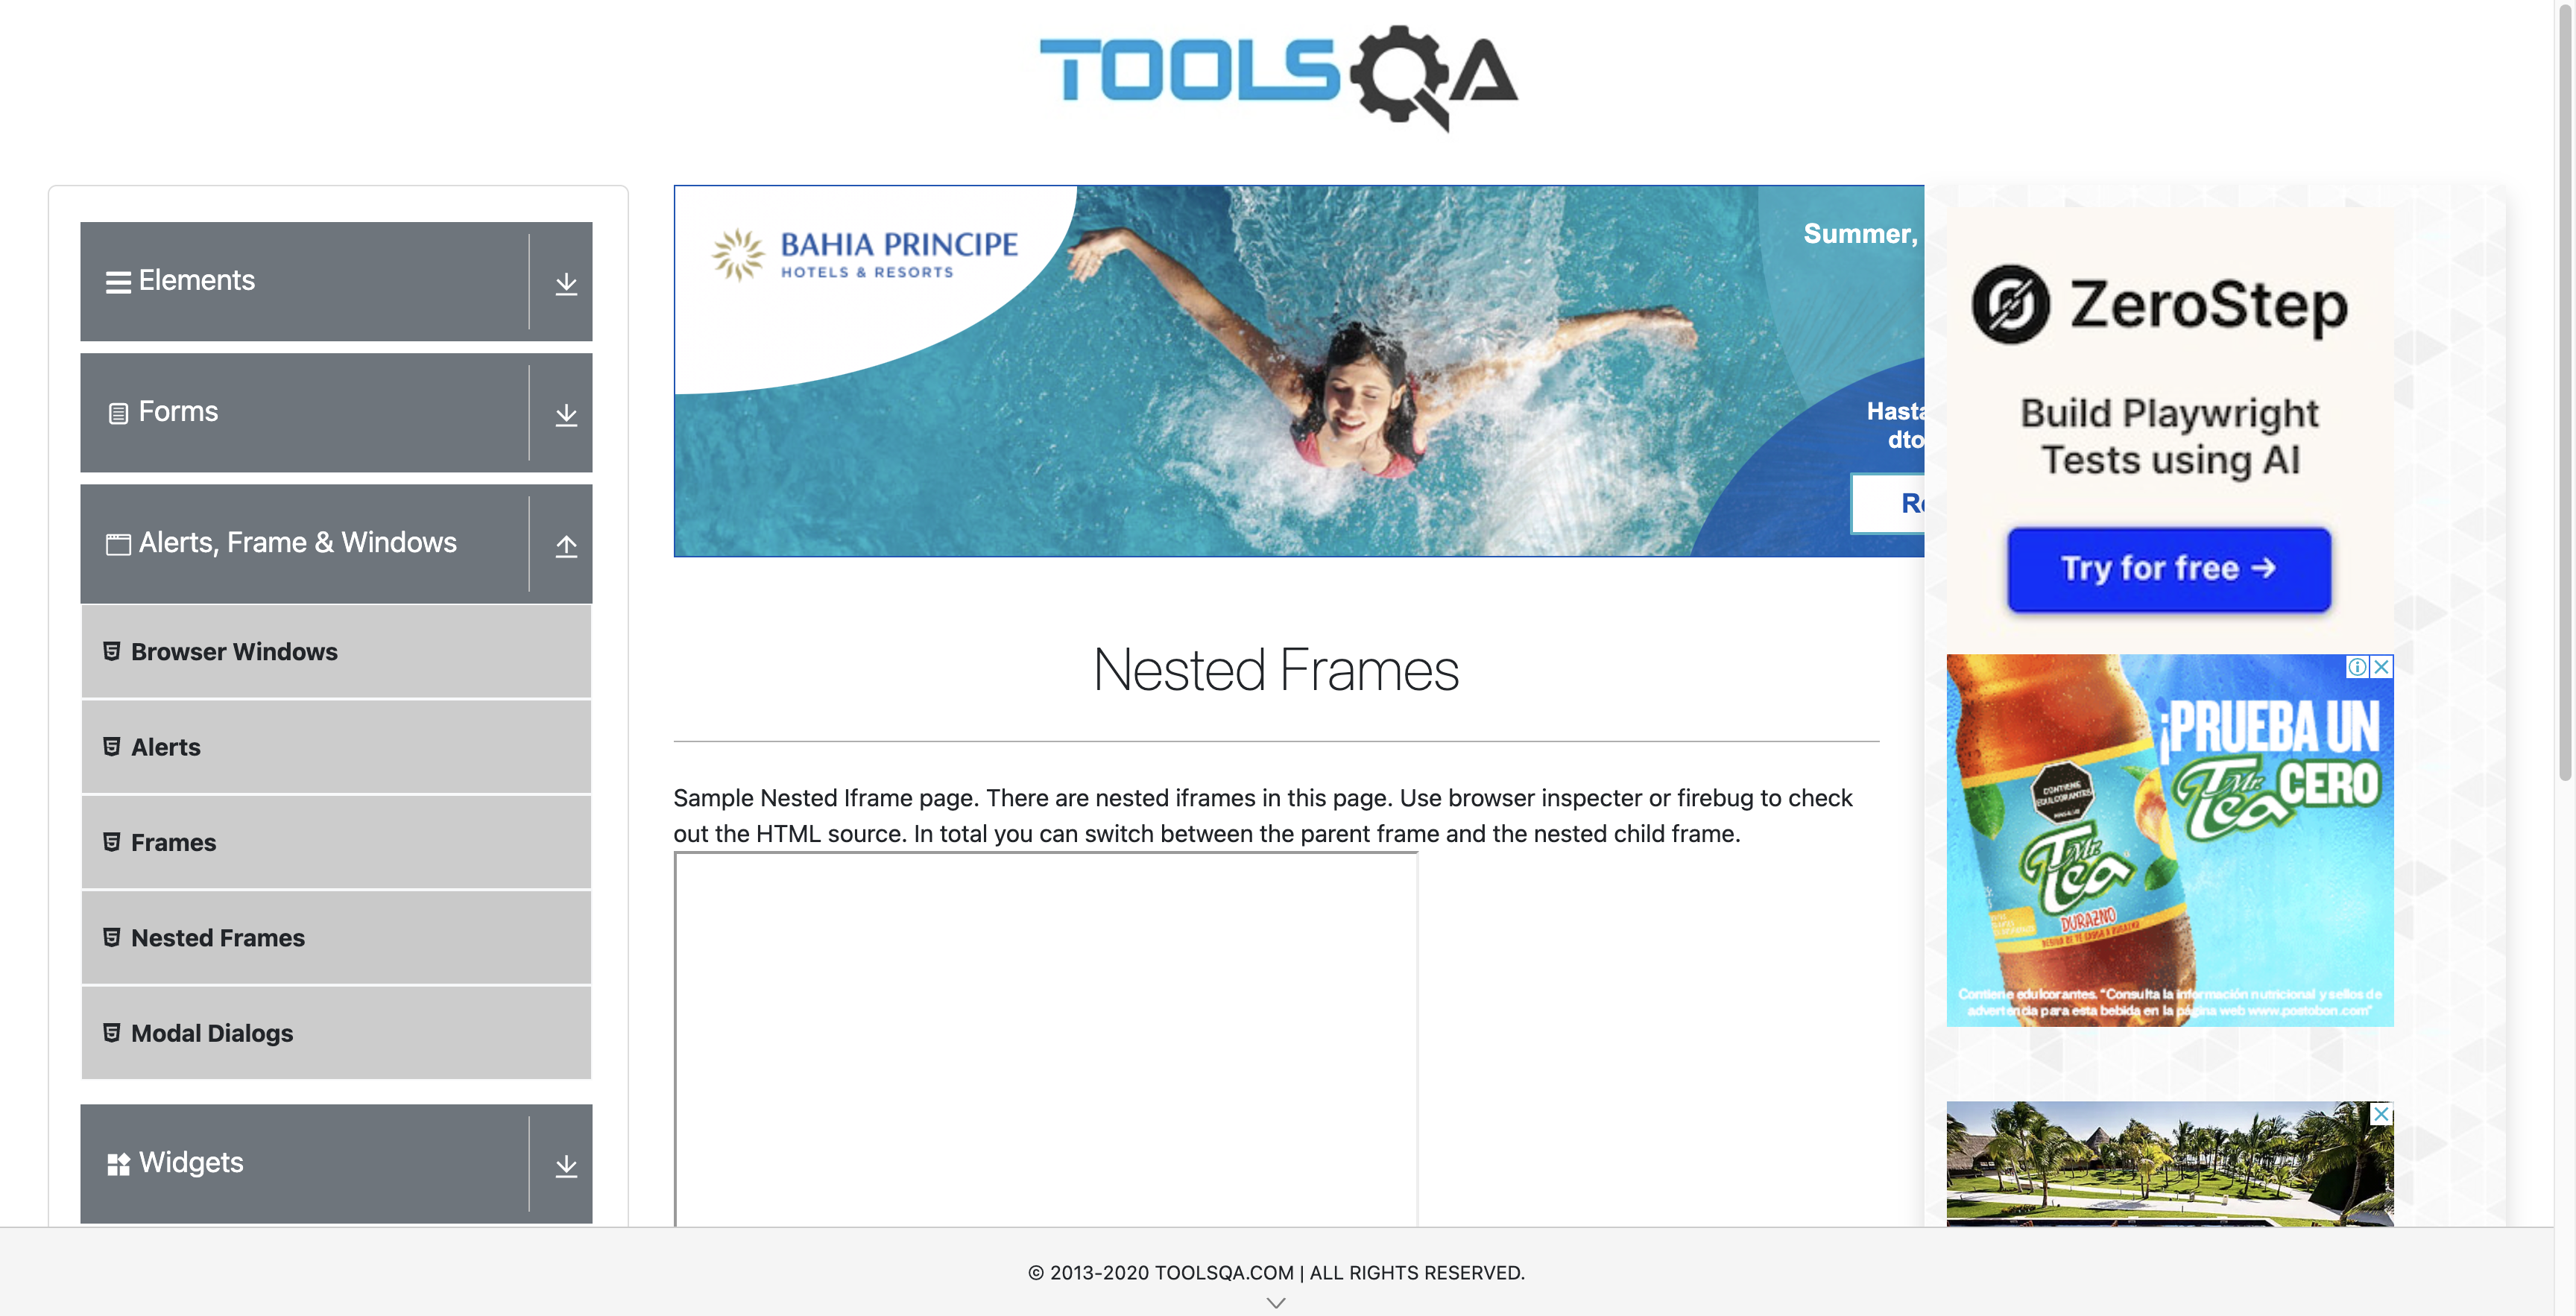 TOOLSQA
Elements
Forms
Alerts, Frame & Windows
Browser Windows
Alerts
Frames
Nested Frames
Modal Dialogs
Widgets
BAHIA PRINCIPE
HOTELS & RESORTS
Summer,
Hasta
dto
Re
Nested Frames
Sample Nested Iframe page. There are nested iframes in this page. Use browser inspecter or firebug to check
out the HTML source. In total you can switch between the parent frame and the nested child frame.
ZeroStep
Build Playwright
Tests using AI
Try for free →
¡PRUEBA UN
Mr. Tea CERO
CONTIENE
EDULCORANTES
Mr.
Tea
DURAZNO
Contiene edulcorantes. "Consulta la información nutricional y sellos de
advertencia para esta bebida en la página web www.postobon.com"
© 2013-2020 TOOLSQA.COM | ALL RIGHTS RESERVED.